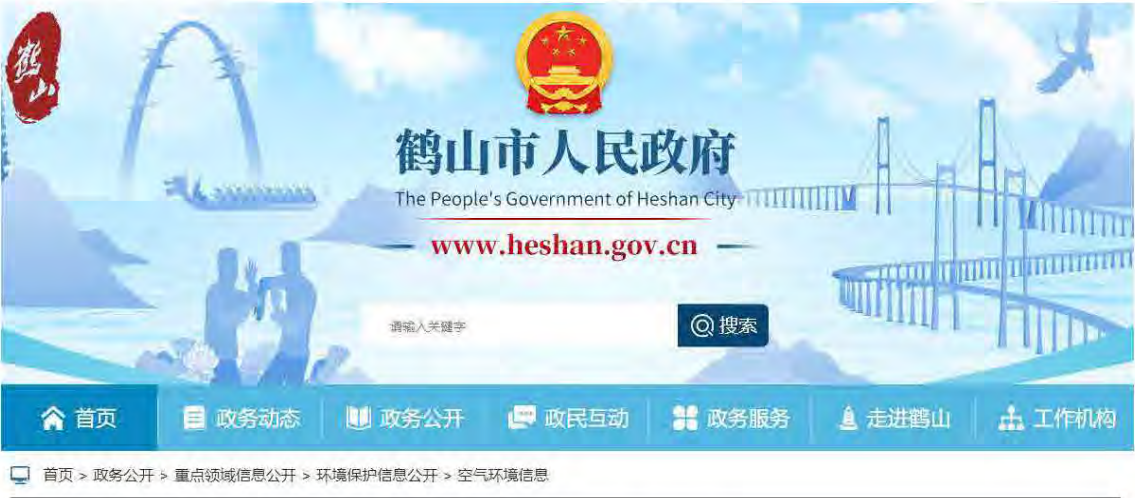 鹤山
鹤山市人民政府
The People's Government of Heshan City
www.heshan.gov.cn
请输入关键字
搜索
首页 政务动态 政务公开 政民互动 政务服务 走进鹤山 工作机构
首页 > 政务公开 > 重点领域信息公开 > 环境保护信息公开 > 空气环境信息